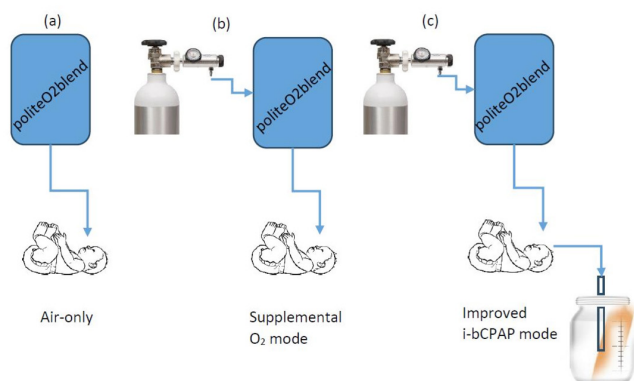 (a)
(b)
(c)
politeO2blend
politeO2blend
politeO2blend
Air-only
Supplemental
O₂ mode
Improved
i-bCPAP mode